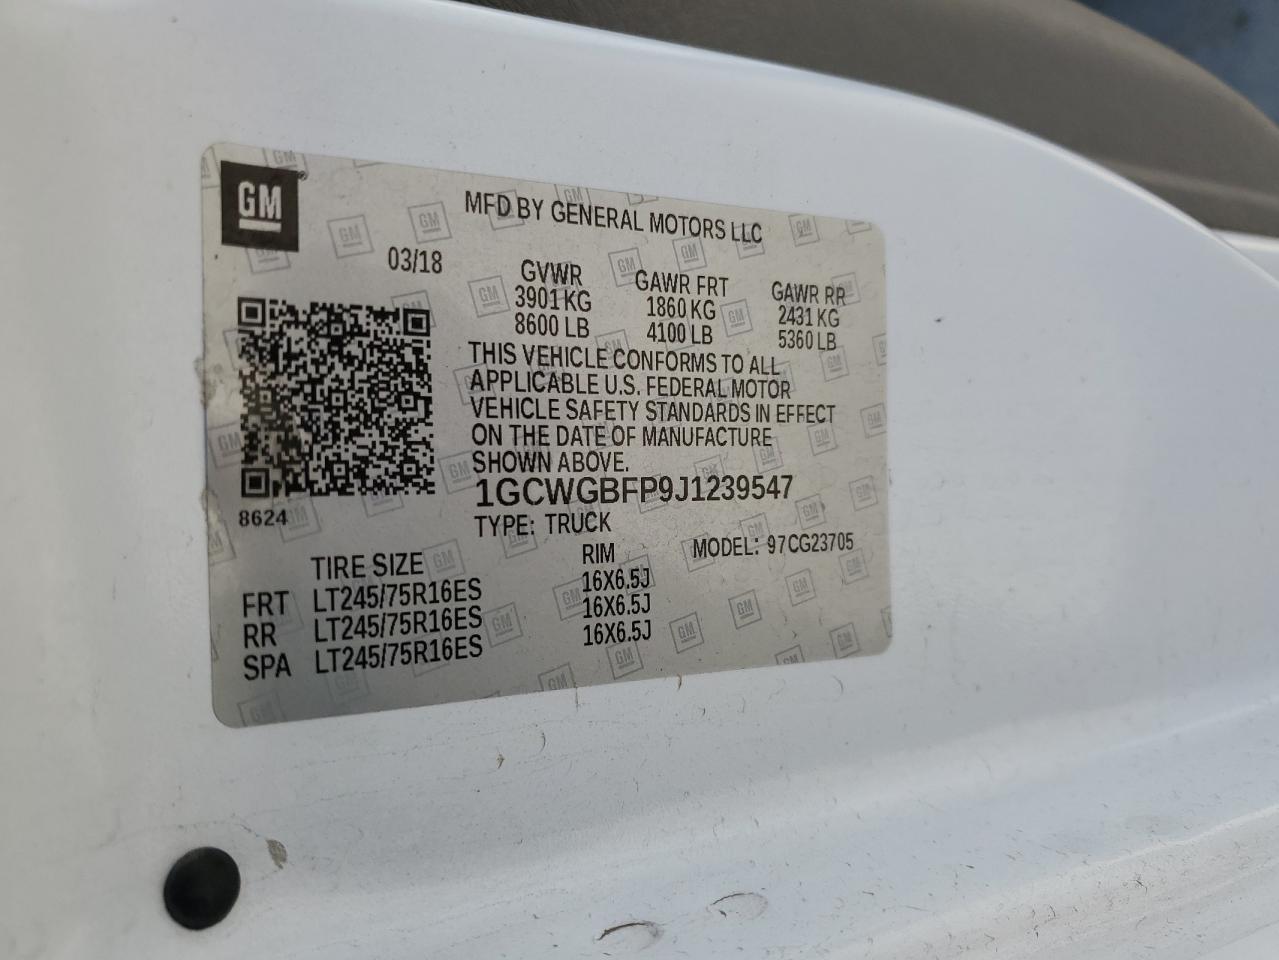 GM
MFD BY GENERAL MOTORS LLC
03/18
GVWR GAWR FRT GAWR RR
3901 KG 1860 KG 2431 KG
8600 LB 4100 LB 5360 LB
THIS VEHICLE CONFORMS TO ALL
APPLICABLE U.S. FEDERAL MOTOR
VEHICLE SAFETY STANDARDS IN EFFECT
ON THE DATE OF MANUFACTURE
SHOWN ABOVE.
1GCWGBFP9J1239547
8624
TYPE: TRUCK
MODEL: 97CG23705
TIRE SIZE RIM
FRT LT245/75R16ES 16X6.5J
RR LT245/75R16ES 16X6.5J
SPA LT245/75R16ES 16X6.5J